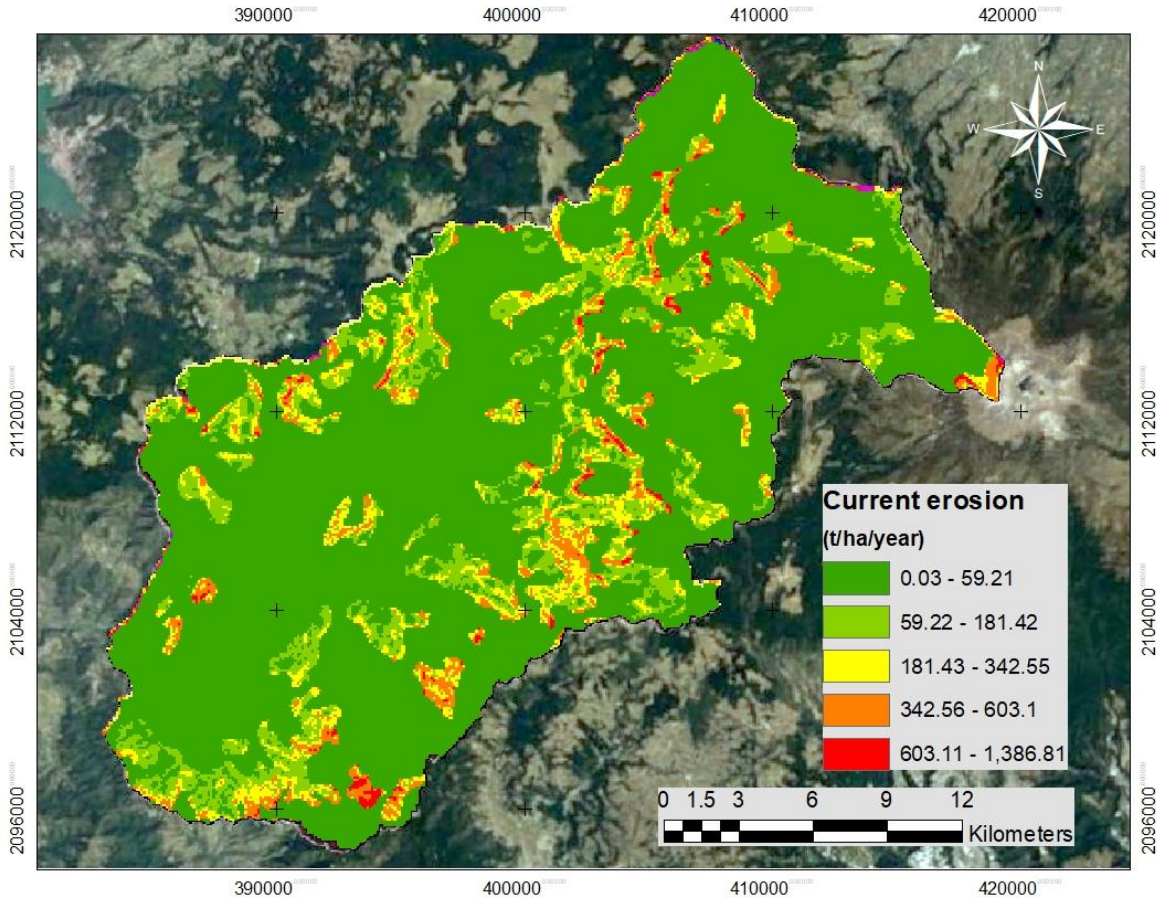 390000 400000 410000 420000
N
W E
S
2120000 2120000
2112000 2112000
Current erosion
(t/ha/year)
0.03 - 59.21
59.22 - 181.42
181.43 - 342.55
342.56 - 603.1
603.11 - 1,386.81
2104000 2104000
0 1.5 3 6 9 12
Kilometers
2096000 2096000
390000 400000 410000 420000